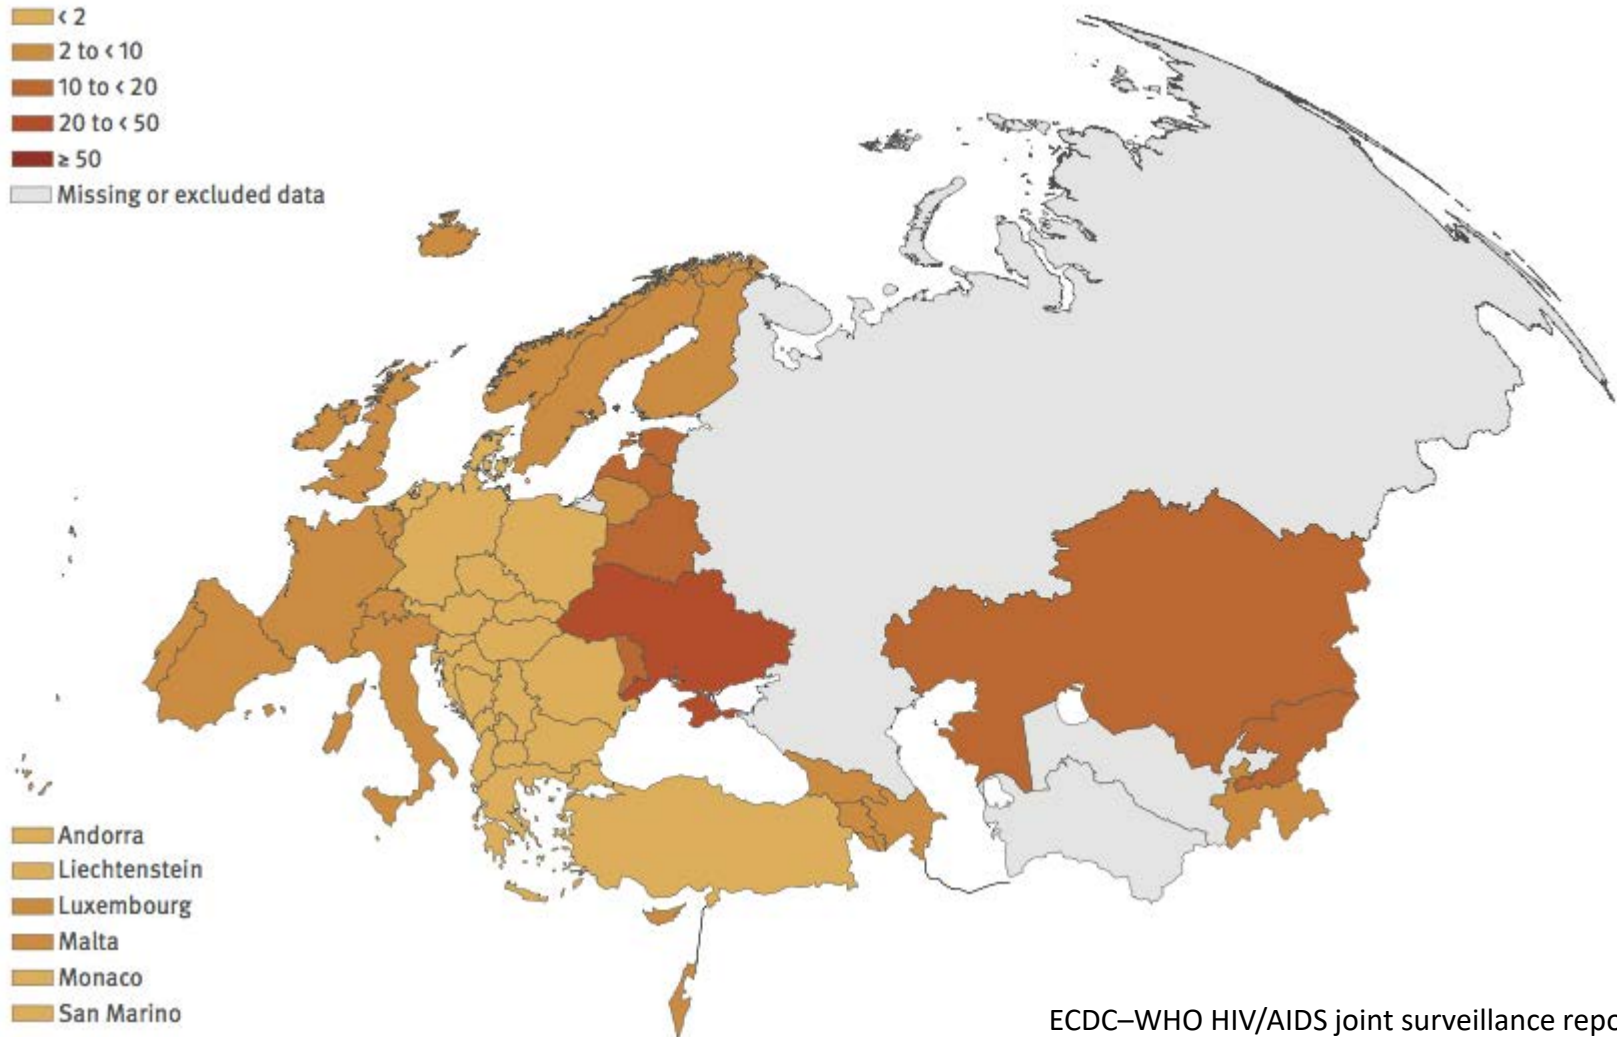 < 2
2 to < 10
10 to < 20
20 to < 50
≥ 50
Missing or excluded data
Andorra
Liechtenstein
Luxembourg
Malta
Monaco
San Marino
ECDC–WHO HIV/AIDS joint surveillance repo